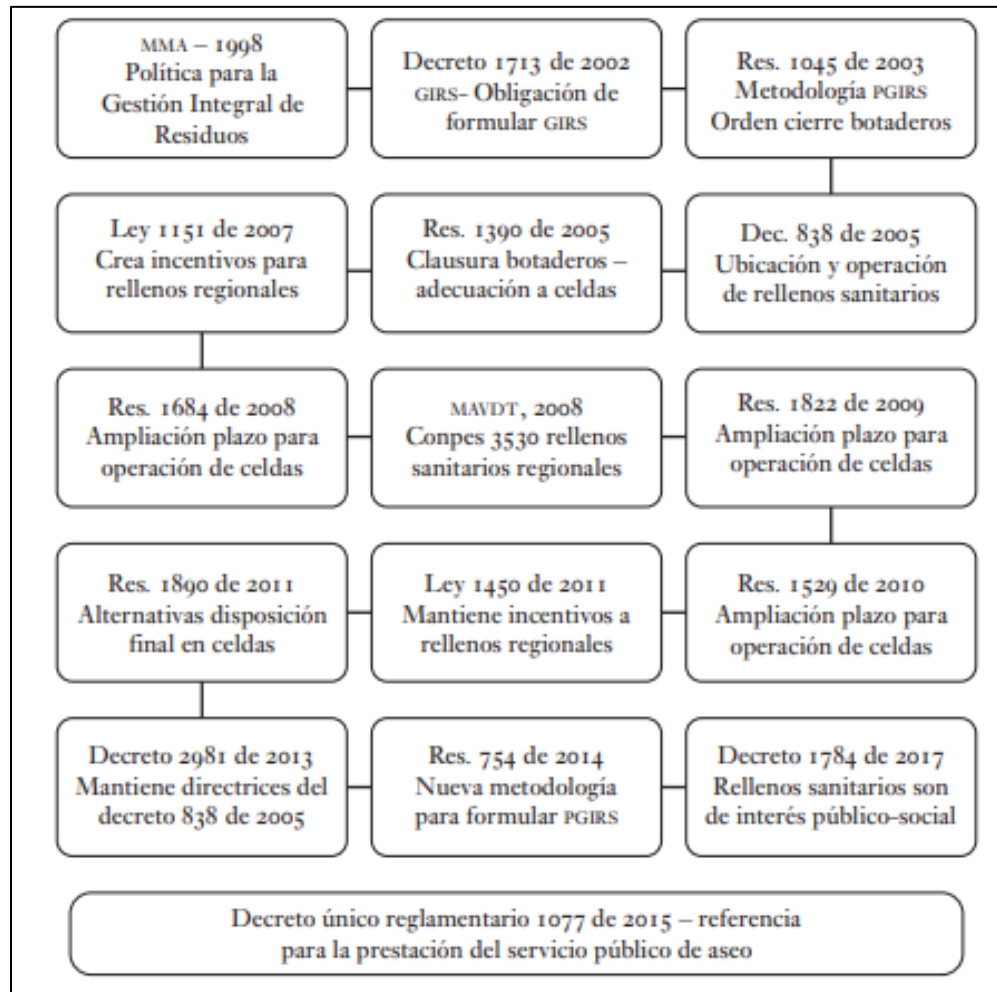 MMA – 1998
Política para la
Gestión Integral de
Residuos
Decreto 1713 de 2002
GIRS- Obligación de
formular GIRS
Res. 1045 de 2003
Metodología PGIRS
Orden cierre botaderos
Ley 1151 de 2007
Crea incentivos para
rellenos regionales
Res. 1390 de 2005
Clausura botaderos –
adecuación a celdas
Dec. 838 de 2005
Ubicación y operación
de rellenos sanitarios
Res. 1684 de 2008
Ampliación plazo para
operación de celdas
MAVDT, 2008
Conpes 3530 rellenos
sanitarios regionales
Res. 1822 de 2009
Ampliación plazo para
operación de celdas
Res. 1890 de 2011
Alternativas disposición
final en celdas
Ley 1450 de 2011
Mantiene incentivos a
rellenos regionales
Res. 1529 de 2010
Ampliación plazo para
operación de celdas
Decreto 2981 de 2013
Mantiene directrices del
decreto 838 de 2005
Res. 754 de 2014
Nueva metodología
para formular PGIRS
Decreto 1784 de 2017
Rellenos sanitarios son
de interés público-social
Decreto único reglamentario 1077 de 2015 – referencia
para la prestación del servicio público de aseo